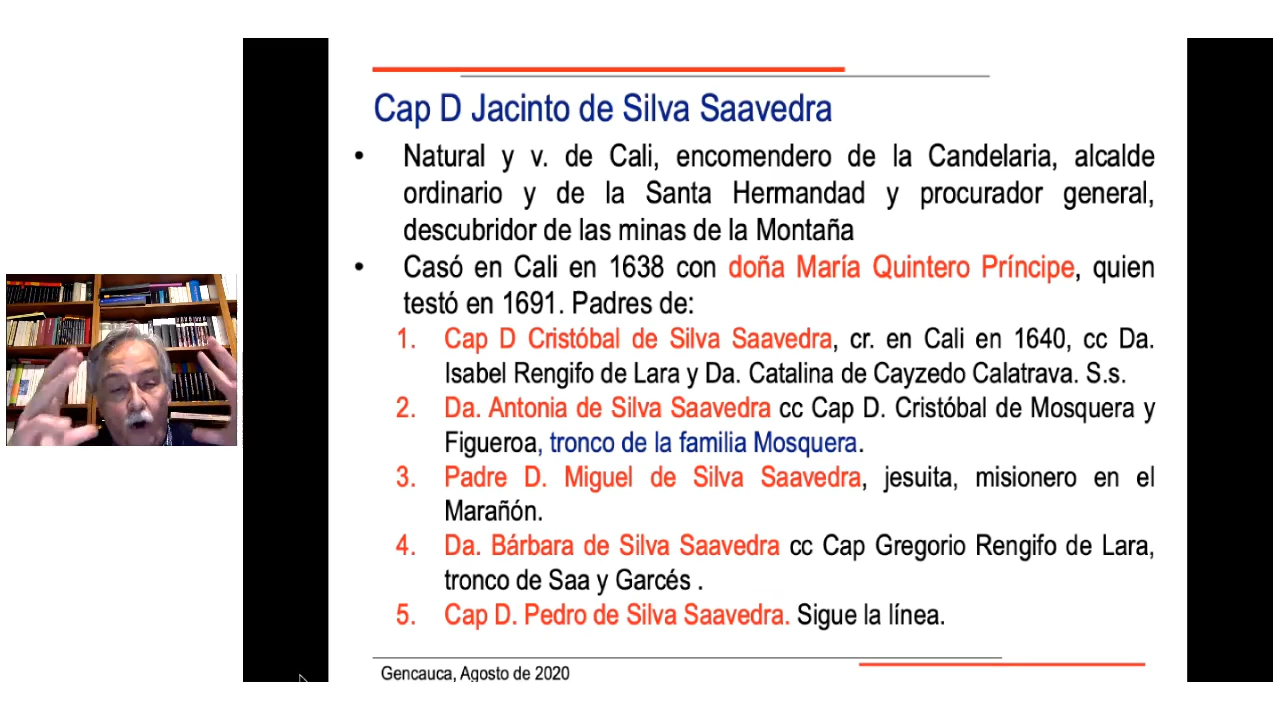 Cap D Jacinto de Silva Saavedra
• Natural y v. de Cali, encomendero de la Candelaria, alcalde
ordinario y de la Santa Hermandad y procurador general,
descubridor de las minas de la Montaña
• Casó en Cali en 1638 con doña María Quintero Príncipe, quien
testó en 1691. Padres de:
1. Cap D Cristóbal de Silva Saavedra, cr. en Cali en 1640, cc Da.
Isabel Rengifo de Lara y Da. Catalina de Cayzedo Calatrava. S.s.
2. Da. Antonia de Silva Saavedra cc Cap D. Cristóbal de Mosquera y
Figueroa, tronco de la familia Mosquera.
3. Padre D. Miguel de Silva Saavedra, jesuita, misionero en el
Marañón.
4. Da. Bárbara de Silva Saavedra cc Cap Gregorio Rengifo de Lara,
tronco de Saa y Garcés .
5. Cap D. Pedro de Silva Saavedra. Sigue la línea.
Gencauca, Agosto de 2020